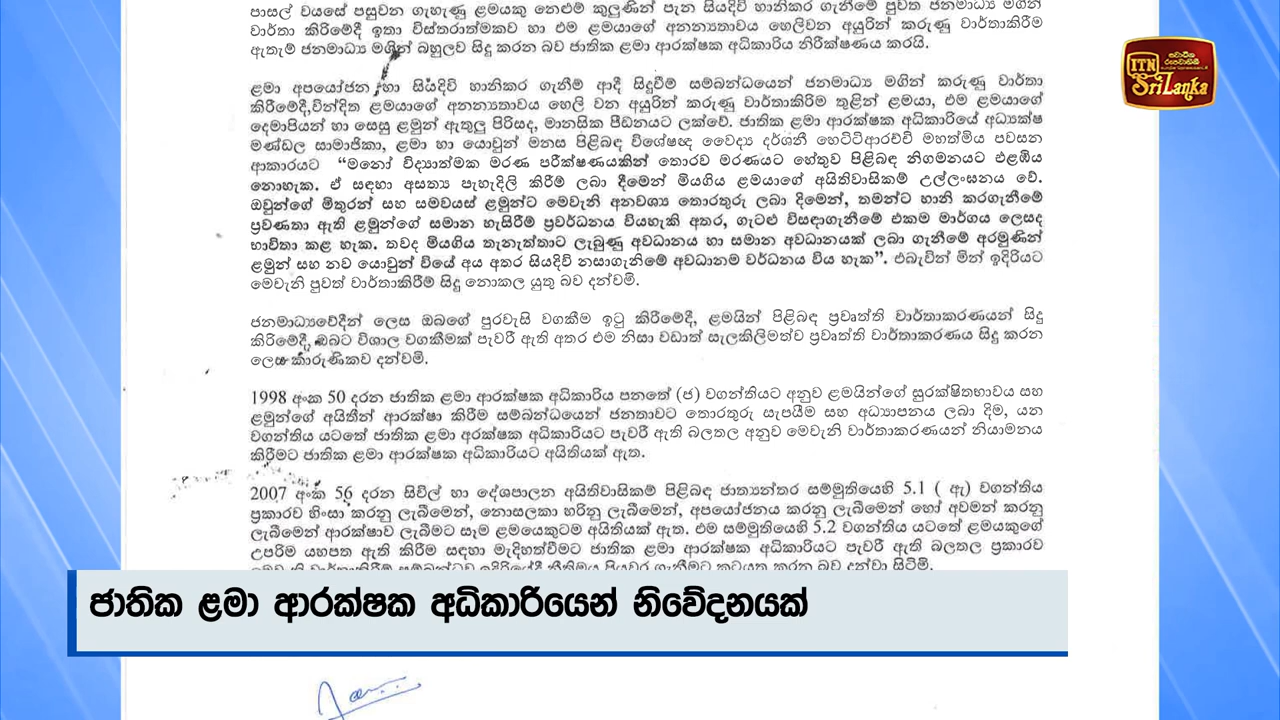 පාසල් වයසේ පසුවන ගැහැණු ළමයකු නෙළුම් කුලුණින් පැන සියදිවි හානිකර ගැනීමේ පුවත ජනමාධ්‍ය මගින්
වාර්තා කිරීමේදී ඉතා විස්තරාත්මකව හා එම ළමයාගේ අනන්‍යතාවය හෙලිවන අයුරින් කරුණු වාර්තාකිරීම
ඇතැම් ජනමාධ්‍ය මගින් බහුලව සිදු කරන බව ජාතික ළමා ආරක්ෂක අධිකාරිය නිරීක්ෂණය කරයි.
ළමා අපයෝජන හා සියදිවි හානිකර ගැනීම් ආදී සිදුවීම් සම්බන්ධයෙන් ජනමාධ්‍ය මගින් කරුණු වාර්තා
කිරීමේදී,වින්දිත ළමයාගේ අනන්‍යතාවය හෙලි වන අයුරින් කරුණු වාර්තාකිරීම තුළින් ළමයා, එම ළමයාගේ
දෙමාපියන් හා සෙසු ළමුන් ඇතුලු පිරිසද, මානසික පීඩනයට ලක්වේ. ජාතික ළමා ආරක්ෂක අධිකාරියේ අධ්‍යක්ෂ
මණ්ඩල සාමාජිකා, ළමා හා යොවුන් මනස පිළිබඳ විශේෂඥ වෛද්‍ය දර්ශනී හෙට්ටිආරච්චි මහත්මිය පවසන
ආකාරයට “මනෝ විද්‍යාත්මක මරණ පරීක්ෂණයකින් තොරව මරණයට හේතුව පිළිබඳ නිගමනයට එළඹිය
නොහැක. ඒ සඳහා අසත්‍ය පැහැදිලි කිරීම් ලබා දීමෙන් මියගිය ළමයාගේ අයිතිවාසිකම් උල්ලංඝනය වේ.
ඔවුන්ගේ මිතුරන් සහ සමවයස් ළමුන්ට මෙවැනි අනවශ්‍ය තොරතුරු ලබා දිමෙන්, තමන්ට හානි කරගැනීමේ
ප්‍රවණතා ඇති ළමුන්ගේ සමාන හැසිරීම් ප්‍රවර්ධනය වියහැකි අතර, ගැටළු විසඳාගැනීමේ එකම මාර්ගය ලෙසද
භාවිතා කළ හැක. තවද මියගිය තැනැත්තාට ලැබුණු අවධානය හා සමාන අවධානයක් ලබා ගැනීමේ අරමුණින්
ළමුන් සහ නව යොවුන් වියේ අය අතර සියදිවි නසාගැනිමේ අවධානම වර්ධනය විය හැක”. එබැවින් මින් ඉදිරියට
මෙවැනි පුවත් වාර්තාකිරීම් සිදු නොකල යුතු බව දන්වමි.
ජනමාධ්‍යවේදීන් ලෙස ඔබගේ පුරවැසි වගකීම ඉටු කිරීමේදී, ළමයින් පිළිබඳ ප්‍රවෘත්ති වාර්තාකරණයන් සිදු
කිරිමේදී, ඔබට විශාල වගකීමක් පැවරී ඇති අතර එම නිසා වඩාත් සැලකිලිමත්ව ප්‍රවෘත්ති වාර්තාකරණය සිදු කරන
ලෙස කාරුණිකව දන්වමි.
1998 අංක 50 දරන ජාතික ළමා ආරක්ෂක අධිකාරිය පනතේ (ජ) වගන්තියට අනුව ළමයින්ගේ සුරක්ෂිතභාවය සහ
ළමුන්ගේ අයිතීන් ආරක්ෂා කිරීම සම්බන්ධයෙන් ජනතාවට තොරතුරු සැපයීම සහ අධ්‍යාපනය ලබා දිම, යන
වගන්තිය යටතේ ජාතික ළමා අරක්ෂක අධිකාරියට පැවරී ඇති බලතල අනුව මෙවැනි වාර්තාකරණයන් නියාමනය
කිරීමට ජාතික ළමා ආරක්ෂක අධිකාරියට අයිතියක් ඇත.
2007 අංක 56 දරන සිවිල් හා දේශපාලන අයිතිවාසිකම් පිළිබඳ ජාත්‍යන්තර සම්මුතියෙහි 5.1 ( ඇ) වගන්තිය
ප්‍රකාරව හිංසා කරනු ලැබීමෙන්, නොසලකා හරිනු ලැබීමෙන්, අපයෝජනය කරනු ලැබීමෙන් හෝ අවමන් කරනු
ලැබීමෙන් ආරක්ෂාව ලැබීමට සෑම ළමයෙකුටම අයිතියක් ඇත. එම සම්මුතියෙහි 5.2 වගන්තිය යටතේ ළමයකුගේ
උපරිම යහපත ඇති කිරීම සඳහා මැදිහත්වීමට ජාතික ළමා ආරක්ෂක අධිකාරියට පැවරී ඇති බලතල ප්‍රකාරව
ජාතික ළමා ආරක්ෂක අධිකාරියෙන් නිවේදනයක්
ITN
Sri Lanka